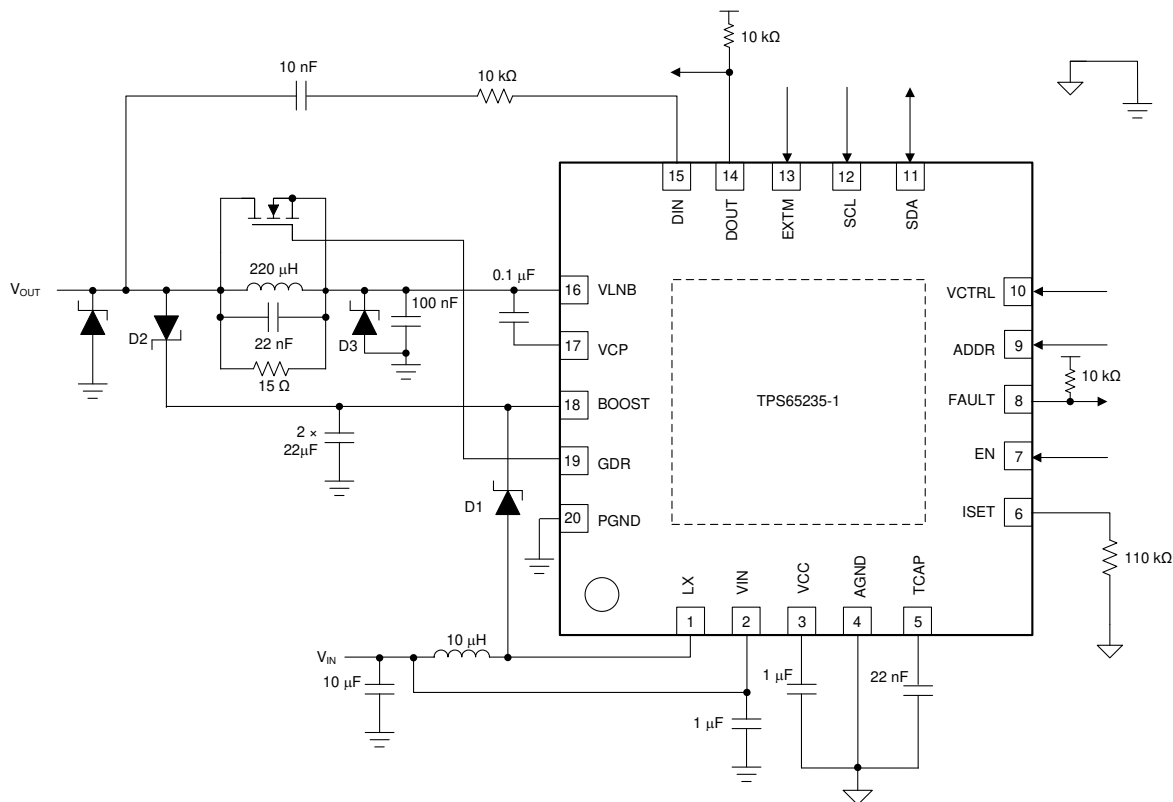 10 kΩ
10 nF
10 kΩ
15
14
13
12
11
DIN
DOUT
EXTM
SCL
SDA
220 μH
0.1 μF
VOUT
16
VLNB
VCTRL
10
100 nF
D2
22 nF
D3
17
VCP
ADDR
9
15 Ω
10 kΩ
18
BOOST
TPS65235-1
FAULT
8
2 ×
22μF
19
GDR
EN
7
D1
ISET
6
20
PGND
110 kΩ
LX
VIN
VCC
AGND
TCAP
1
2
3
4
5
10 μH
VIN
10 μF
1 μF
22 nF
1 μF